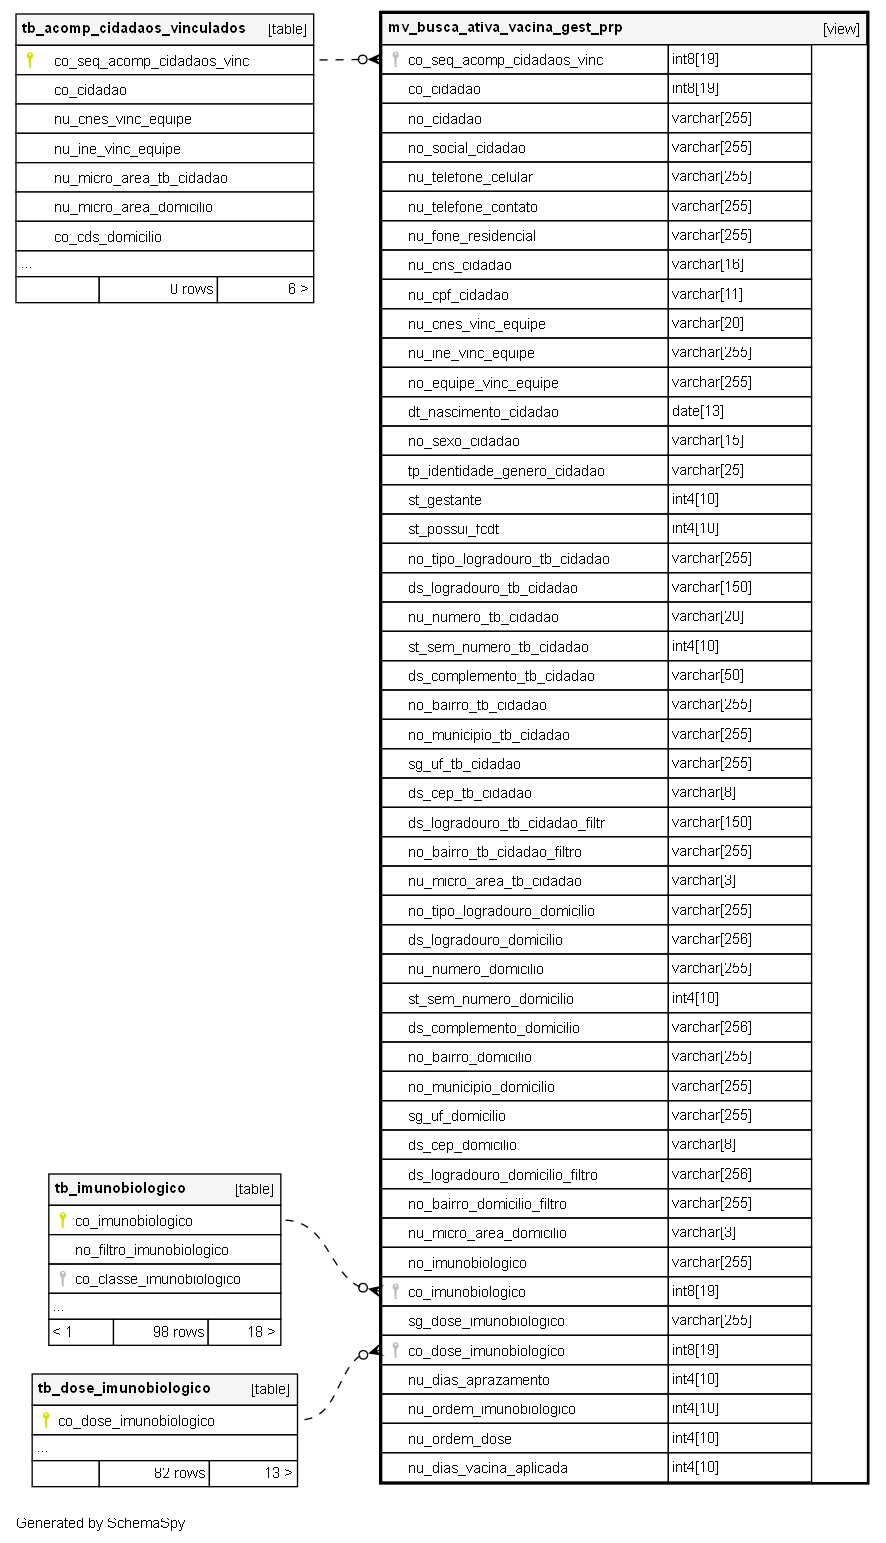 tb_acomp_cidadaos_vinculados [table]
co_seq_acomp_cidadaos_vinc
co_cidadao
nu_cnes_vinc_equipe
nu_ine_vinc_equipe
nu_micro_area_tb_cidadao
nu_micro_area_domicilio
co_cds_domicilio
...
0 rows 6 >
mv_busca_ativa_vacina_gest_prp [view]
co_seq_acomp_cidadaos_vinc int8[19]
co_cidadao int8[19]
no_cidadao varchar[255]
no_social_cidadao varchar[255]
nu_telefone_celular varchar[255]
nu_telefone_contato varchar[255]
nu_fone_residencial varchar[255]
nu_cns_cidadao varchar[16]
nu_cpf_cidadao varchar[11]
nu_cnes_vinc_equipe varchar[20]
nu_ine_vinc_equipe varchar[255]
no_equipe_vinc_equipe varchar[255]
dt_nascimento_cidadao date[13]
no_sexo_cidadao varchar[15]
tp_identidade_genero_cidadao varchar[25]
st_gestante int4[10]
st_possui_fcdt int4[10]
no_tipo_logradouro_tb_cidadao varchar[255]
ds_logradouro_tb_cidadao varchar[150]
nu_numero_tb_cidadao varchar[20]
st_sem_numero_tb_cidadao int4[10]
ds_complemento_tb_cidadao varchar[50]
no_bairro_tb_cidadao varchar[255]
no_municipio_tb_cidadao varchar[255]
sg_uf_tb_cidadao varchar[255]
ds_cep_tb_cidadao varchar[8]
ds_logradouro_tb_cidadao_filtr varchar[150]
no_bairro_tb_cidadao_filtro varchar[255]
nu_micro_area_tb_cidadao varchar[3]
no_tipo_logradouro_domicilio varchar[255]
ds_logradouro_domicilio varchar[256]
nu_numero_domicilio varchar[255]
st_sem_numero_domicilio int4[10]
ds_complemento_domicilio varchar[256]
no_bairro_domicilio varchar[255]
no_municipio_domicilio varchar[255]
sg_uf_domicilio varchar[255]
ds_cep_domicilio varchar[8]
ds_logradouro_domicilio_filtro varchar[256]
no_bairro_domicilio_filtro varchar[255]
nu_micro_area_domicilio varchar[3]
no_imunobiologico varchar[255]
co_imunobiologico int8[19]
sg_dose_imunobiologico varchar[255]
co_dose_imunobiologico int8[19]
nu_dias_aprazamento int4[10]
nu_ordem_imunobiologico int4[10]
nu_ordem_dose int4[10]
nu_dias_vacina_aplicada int4[10]
tb_imunobiologico [table]
co_imunobiologico
no_filtro_imunobiologico
co_classe_imunobiologico
...
< 1 98 rows 18 >
tb_dose_imunobiologico [table]
co_dose_imunobiologico
...
82 rows 13 >
Generated by SchemaSpy